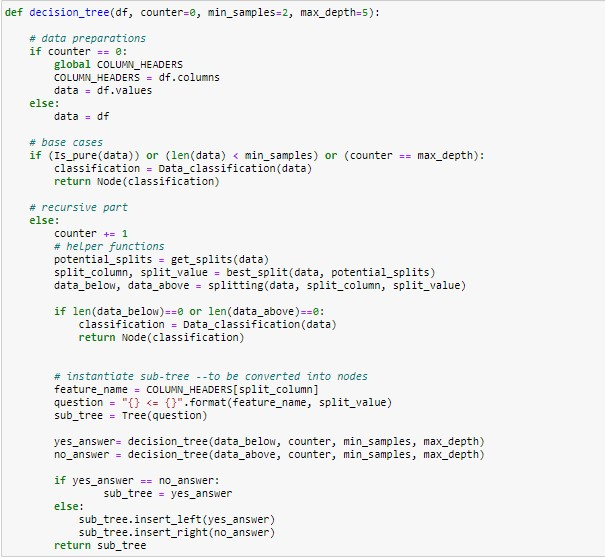 def decision_tree(df, counter=0, min_samples=2, max_depth=5):
# data preparations
if counter == 0:
global COLUMN_HEADERS
COLUMN_HEADERS = df.columns
data = df.values
else:
data = df
# base cases
if (Is_pure(data)) or (len(data) < min_samples) or (counter == max_depth):
classification = Data_classification(data)
return Node(classification)
# recursive part
else:
counter += 1
# helper functions
potential_splits = get_splits(data)
split_column, split_value = best_split(data, potential_splits)
data_below, data_above = splitting(data, split_column, split_value)
if len(data_below)==0 or len(data_above)==0:
classification = Data_classification(data)
return Node(classification)
# instantiate sub-tree --to be converted into nodes
feature_name = COLUMN_HEADERS[split_column]
question = "{} <= {}".format(feature_name, split_value)
sub_tree = Tree(question)
yes_answer= decision_tree(data_below, counter, min_samples, max_depth)
no_answer = decision_tree(data_above, counter, min_samples, max_depth)
if yes_answer == no_answer:
sub_tree = yes_answer
else:
sub_tree.insert_left(yes_answer)
sub_tree.insert_right(no_answer)
return sub_tree